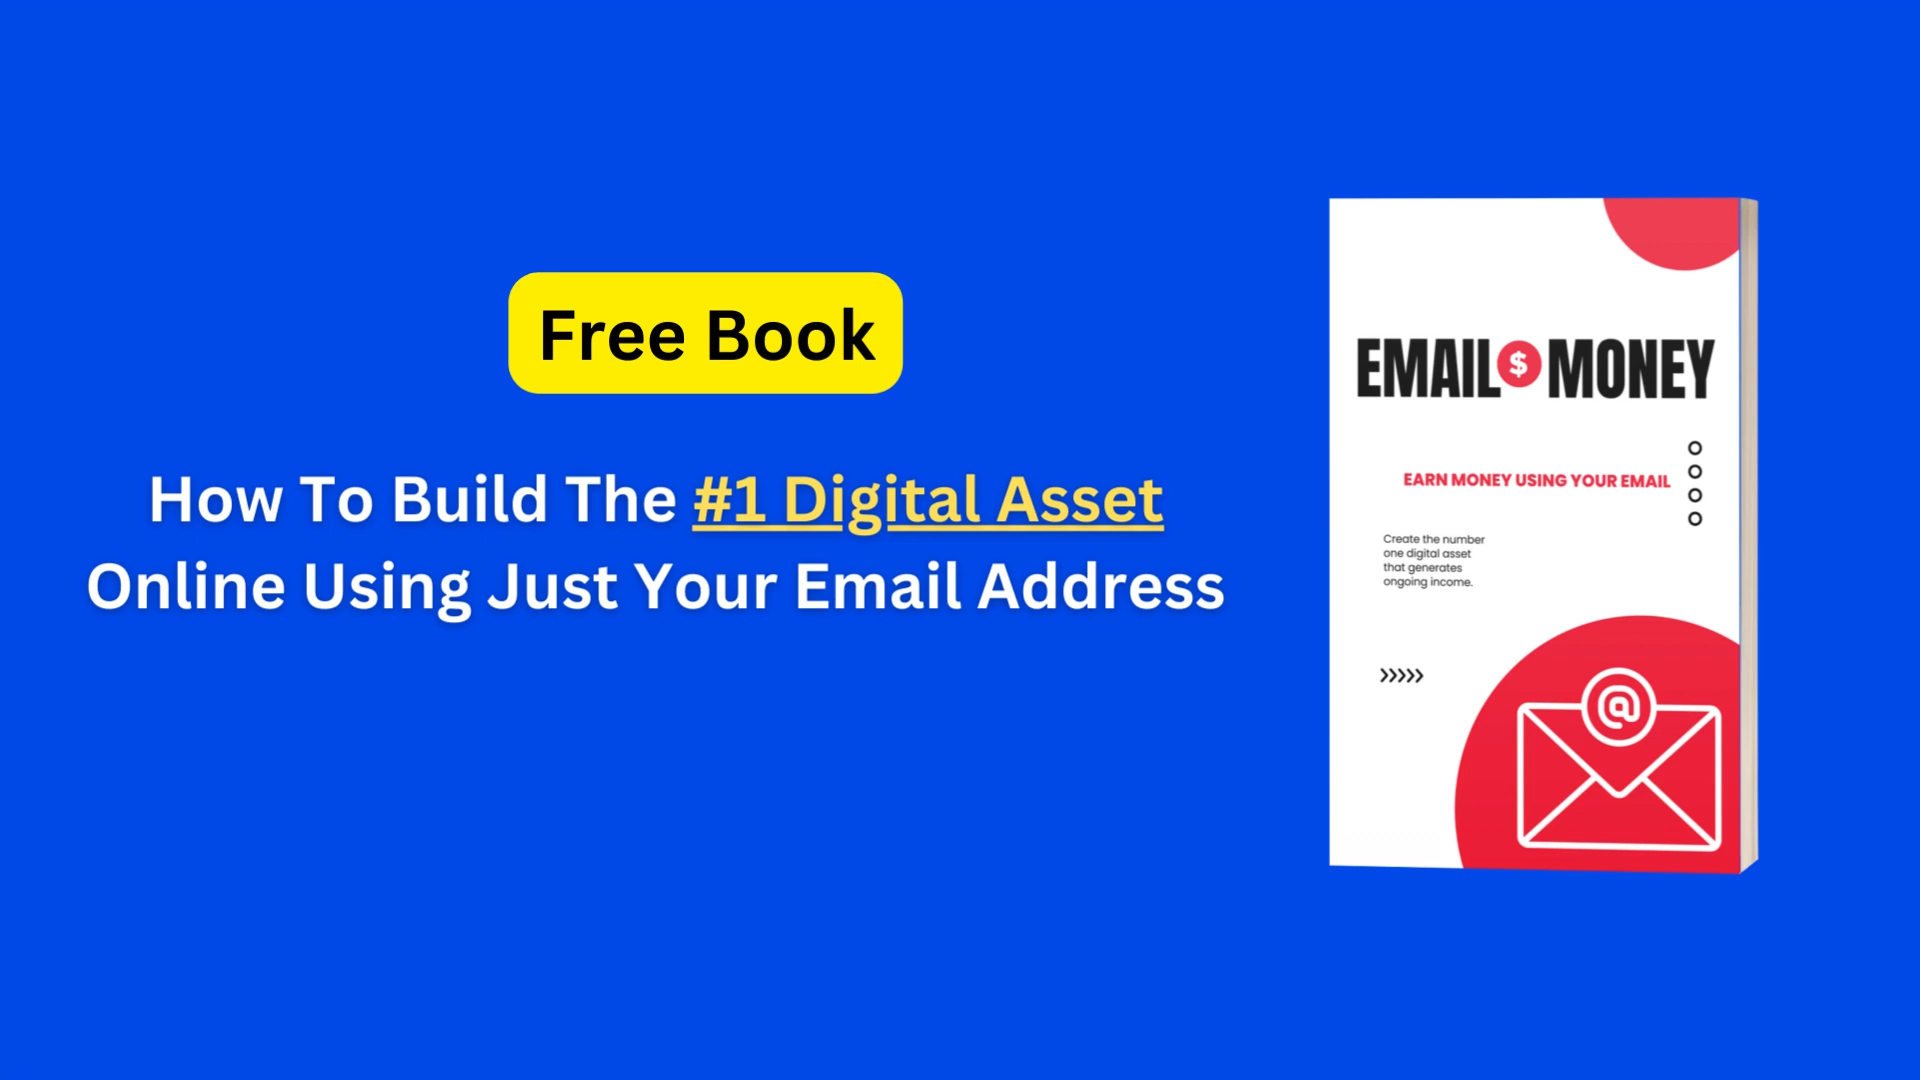 Free Book
How To Build The #1 Digital Asset
Online Using Just Your Email Address
EMAIL $ MONEY
EARN MONEY USING YOUR EMAIL
Create the number
one digital asset
that generates
ongoing income.
@